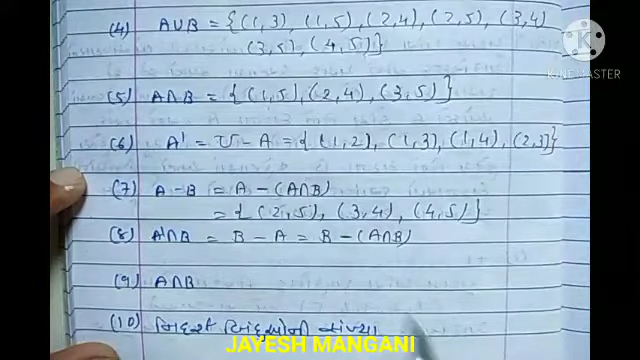 (4) A∪B = {(1,3), (1,5), (2,4), (2,5), (3,4)
(3,5), (4,5)}
(5) A∩B = {(1,5), (2,4), (3,5)}
(6) A' = U - A = {(1,2), (1,3), (1,4), (2,3)}
(7) A - B = A - (A∩B)
= {(2,5), (3,4), (4,5)}
(8) A'∩B = B - A = B - (A∩B)
(9) A∩B
(10) નિદર્શ બિંદુઓની સંખ્યા
KINEMASTER
JAYESH MANGANI